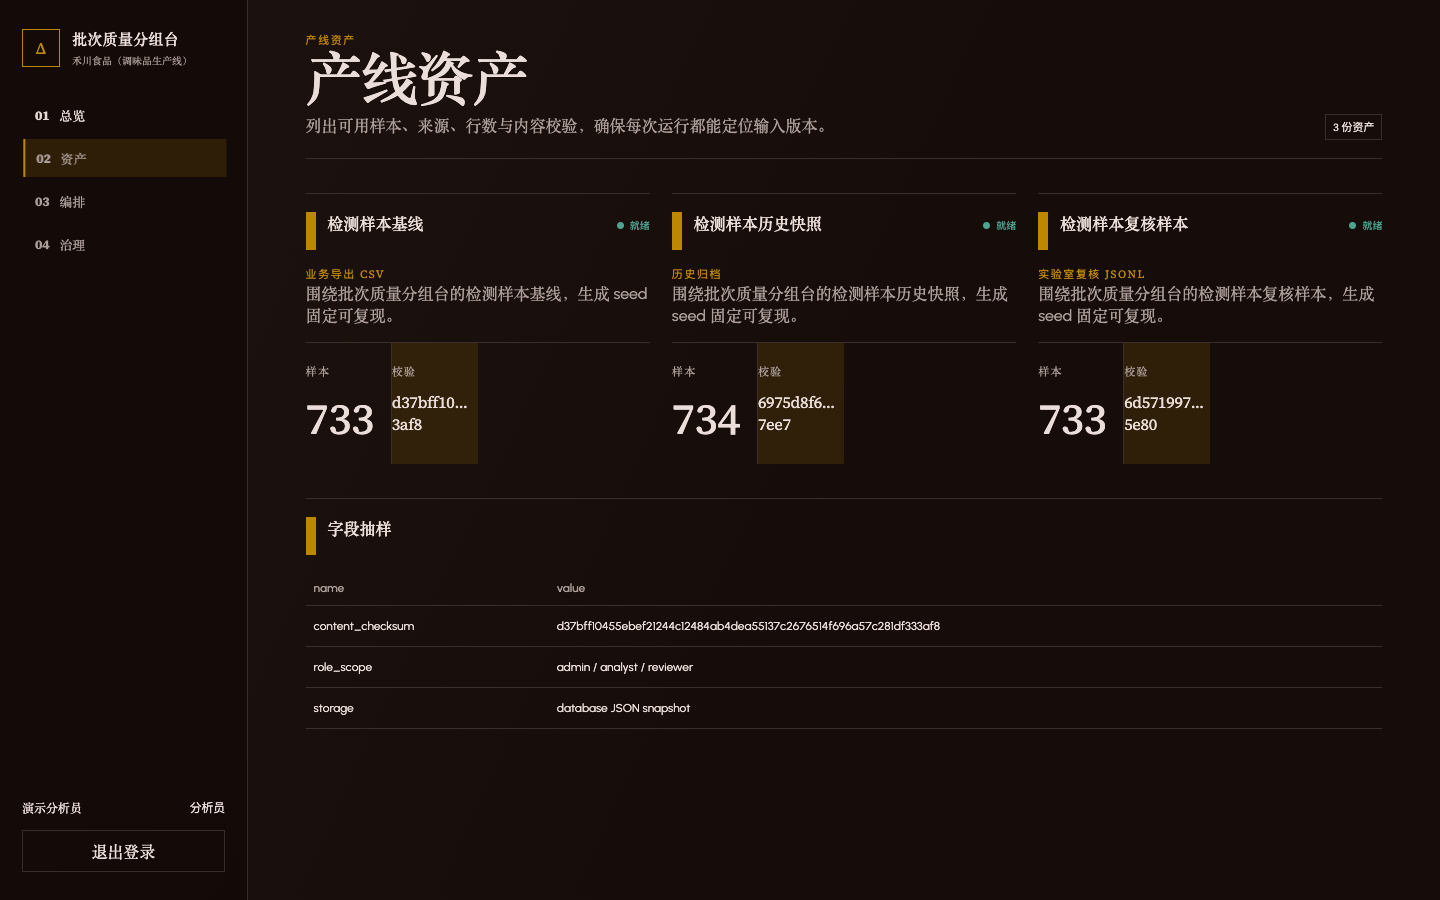 Δ
批次质量分组台
禾川食品（调味品生产线）
01 总览
02 资产
03 编排
04 治理
演示分析员
分析员
退出登录
产线资产
产线资产
列出可用样本、来源、行数与内容校验，确保每次运行都能定位输入版本。
3 份资产
检测样本基线
就绪
业务导出 CSV
围绕批次质量分组台的检测样本基线，生成 seed
固定可复现。
样本
733
校验
d37bff10...
3af8
检测样本历史快照
就绪
历史归档
围绕批次质量分组台的检测样本历史快照，生成
seed 固定可复现。
样本
734
校验
6975d8f6...
7ee7
检测样本复核样本
就绪
实验室复核 JSONL
围绕批次质量分组台的检测样本复核样本，生成
seed 固定可复现。
样本
733
校验
6d571997...
5e80
字段抽样
name value
content_checksum d37bff10455ebef21244c12484ab4dea55137c2676514f696a57c281df333af8
role_scope admin / analyst / reviewer
storage database JSON snapshot